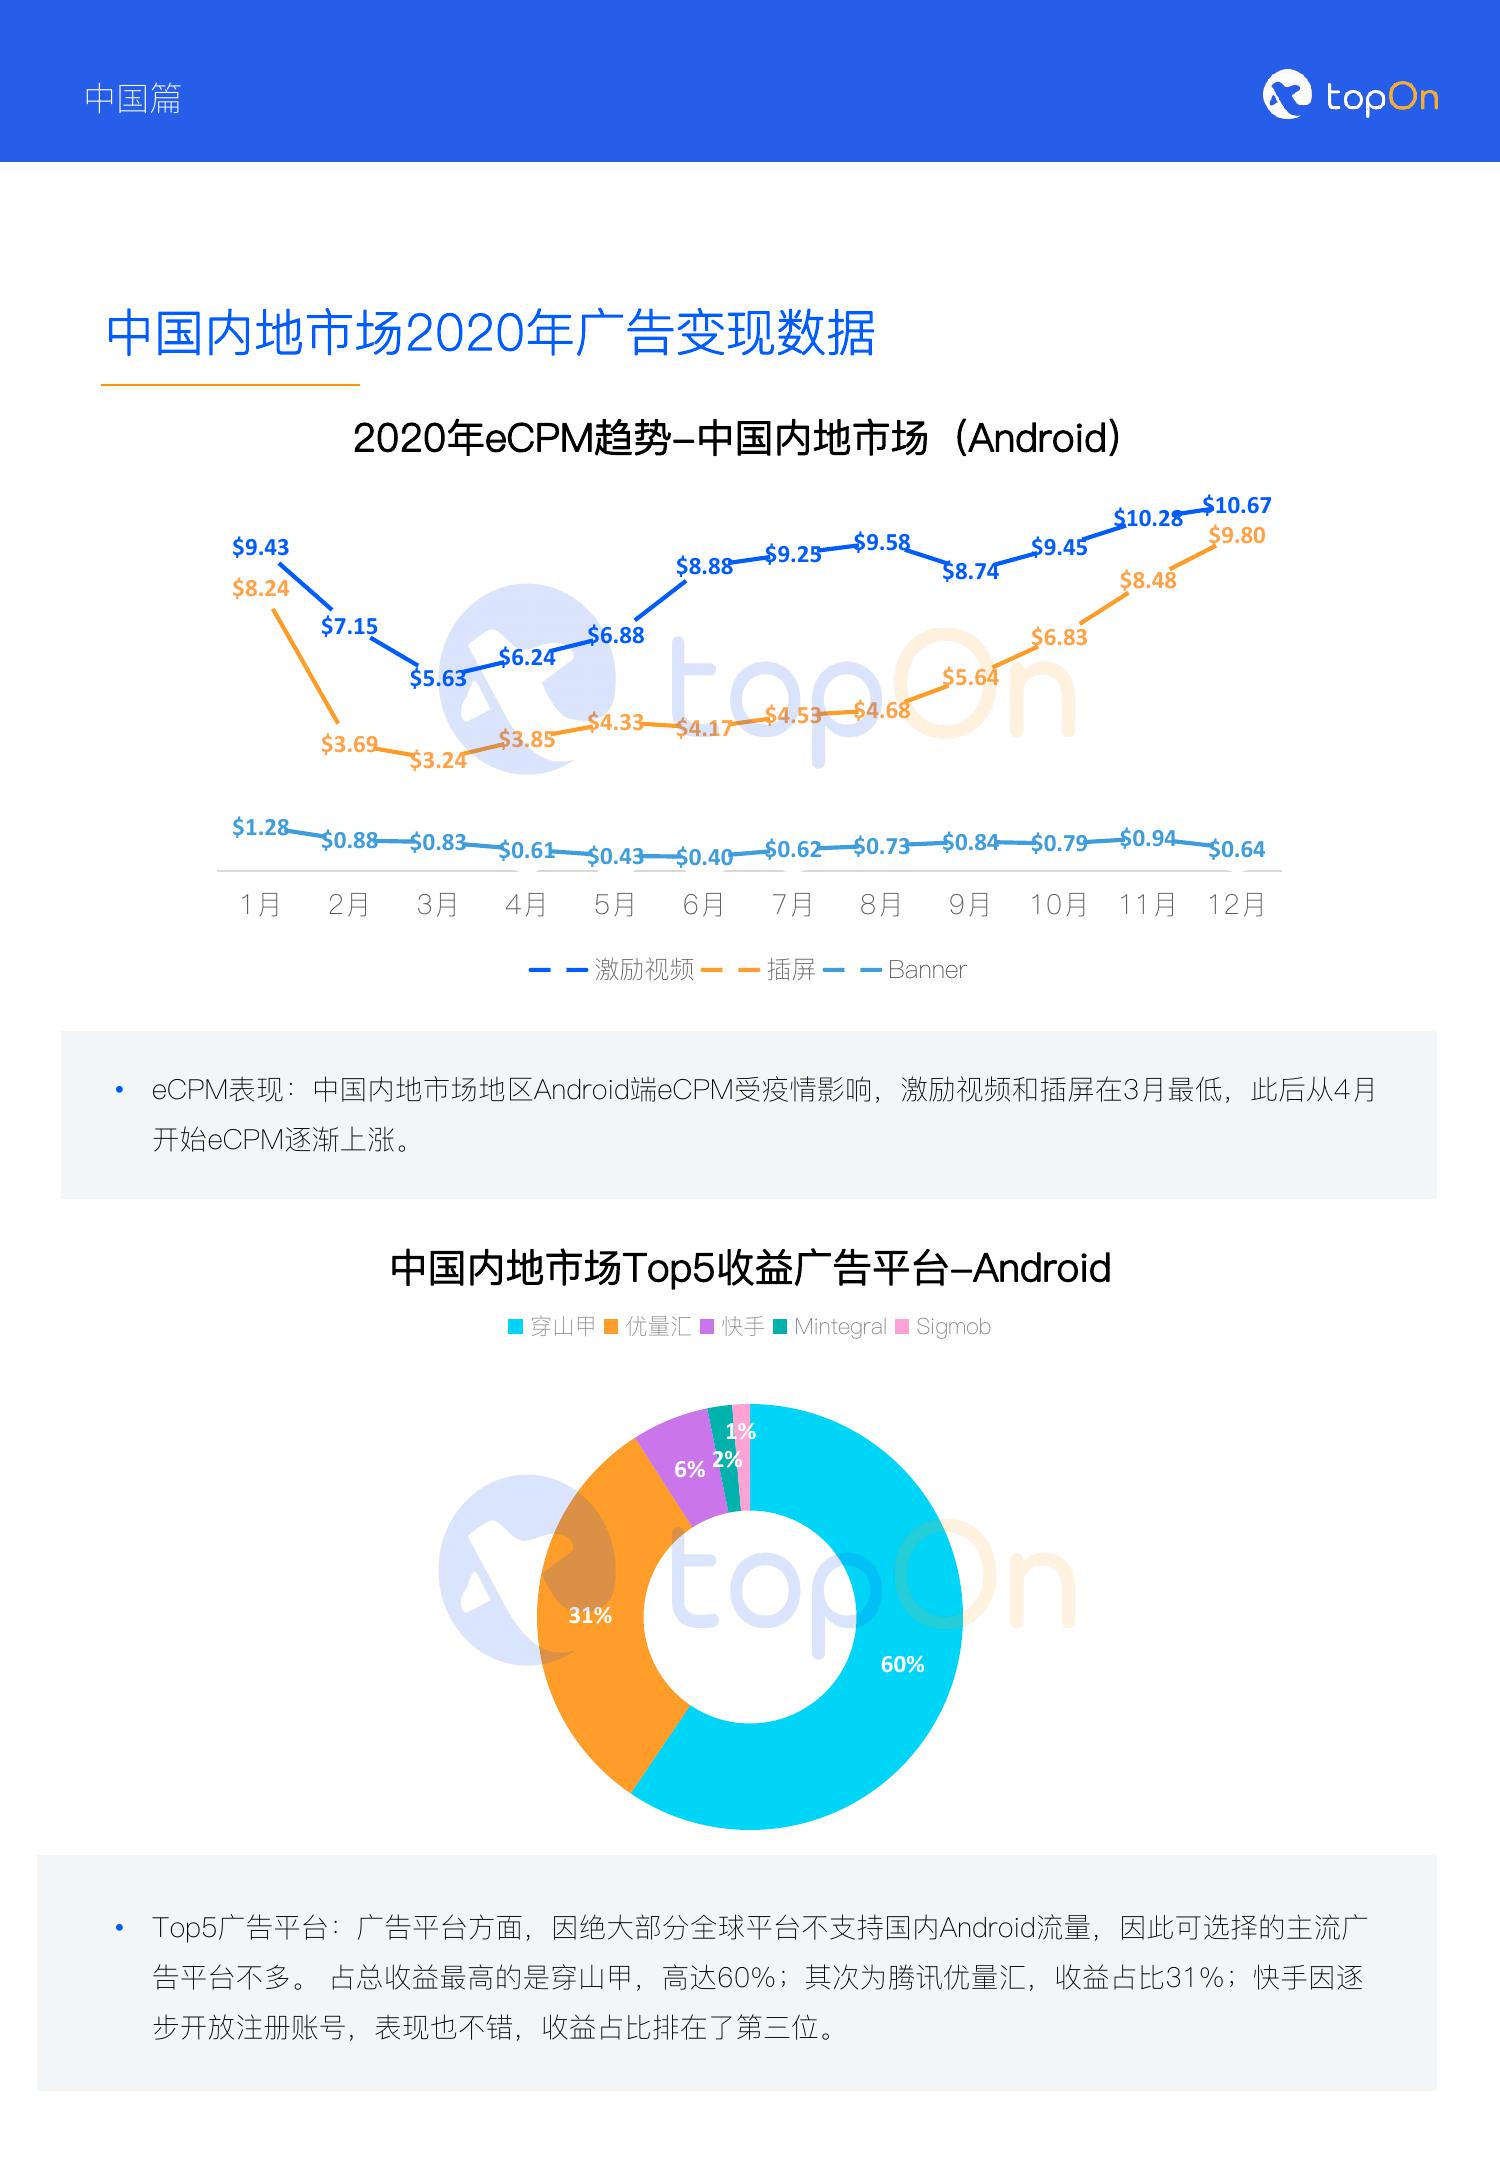 中国篇
topOn
中国内地市场2020年广告变现数据
2020年eCPM趋势-中国内地市场（Android）
$9.43 $7.15 $5.63 $6.24 $6.88 $8.88 $9.25 $9.58 $8.74 $9.45 $10.28 $10.67
$8.24 $3.69 $3.24 $3.85 $4.33 $4.17 $4.53 $4.68 $5.64 $6.83 $8.48 $9.80
topOn
$1.28 $0.88 $0.83 $0.61 $0.43 $0.40 $0.62 $0.73 $0.84 $0.79 $0.94 $0.64
1月 2月 3月 4月 5月 6月 7月 8月 9月 10月 11月 12月
激励视频 插屏 Banner
• eCPM表现：中国内地市场地区Android端eCPM受疫情影响，激励视频和插屏在3月最低，此后从4月
开始eCPM逐渐上涨。
中国内地市场Top5收益广告平台-Android
穿山甲 优量汇 快手 Mintegral Sigmob
1%
2%
6%
topOn
31%
60%
• Top5广告平台：广告平台方面，因绝大部分全球平台不支持国内Android流量，因此可选择的主流广
告平台不多。 占总收益最高的是穿山甲，高达60%；其次为腾讯优量汇，收益占比31%；快手因逐
步开放注册账号，表现也不错，收益占比排在了第三位。